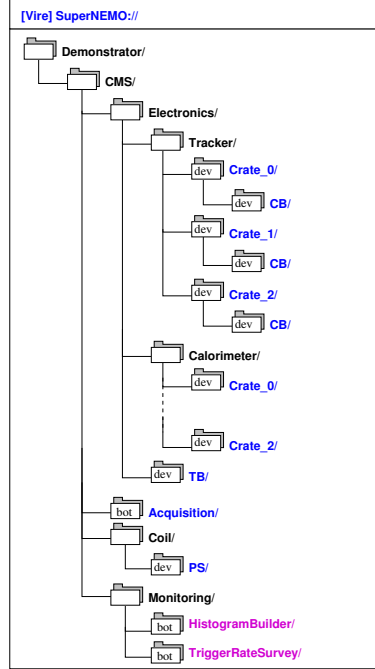 [Vire] SuperNEMO://
Demonstrator/
CMS/
Electronics/
Tracker/
dev Crate_0/
dev CB/
dev Crate_1/
dev CB/
dev Crate_2/
dev CB/
Calorimeter/
dev Crate_0/
dev Crate_2/
dev TB/
bot Acquisition/
Coil/
dev PS/
Monitoring/
bot HistogramBuilder/
bot TriggerRateSurvey/